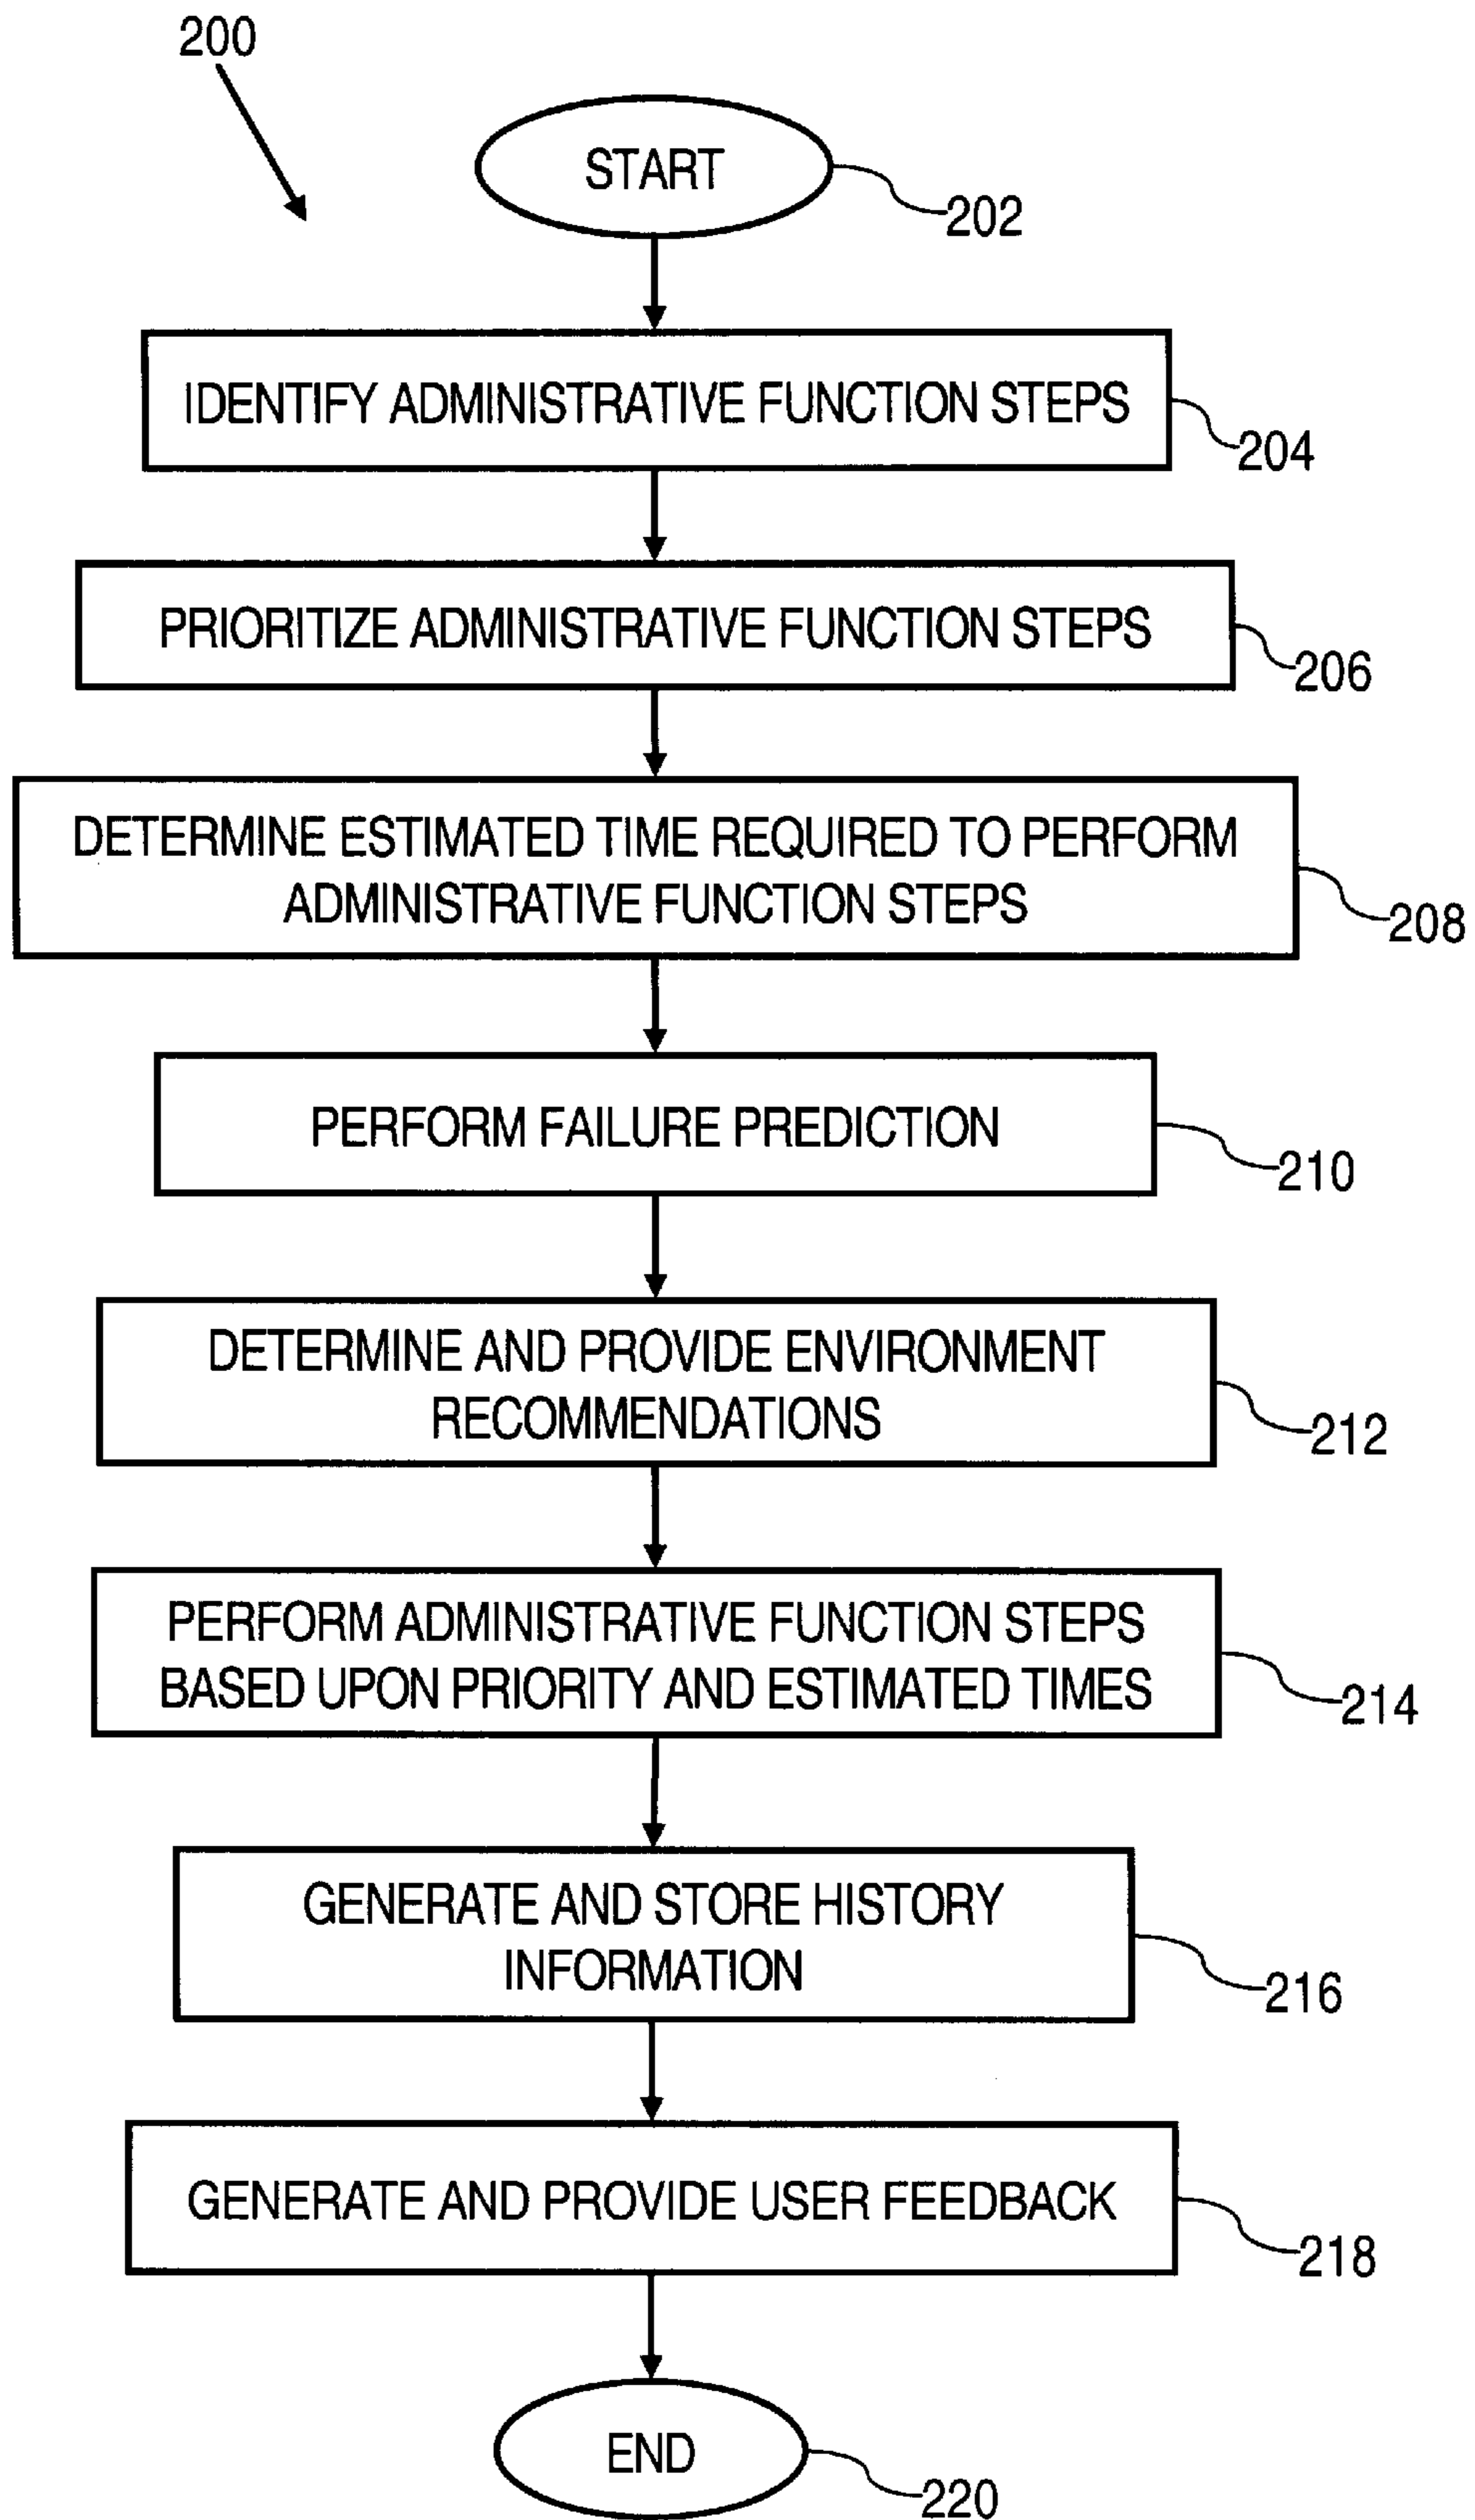 200
START
202
IDENTIFY ADMINISTRATIVE FUNCTION STEPS
204
PRIORITIZE ADMINISTRATIVE FUNCTION STEPS
206
DETERMINE ESTIMATED TIME REQUIRED TO PERFORM
ADMINISTRATIVE FUNCTION STEPS
208
PERFORM FAILURE PREDICTION
210
DETERMINE AND PROVIDE ENVIRONMENT
RECOMMENDATIONS
212
PERFORM ADMINISTRATIVE FUNCTION STEPS
BASED UPON PRIORITY AND ESTIMATED TIMES
214
GENERATE AND STORE HISTORY
INFORMATION
216
GENERATE AND PROVIDE USER FEEDBACK
218
END
220